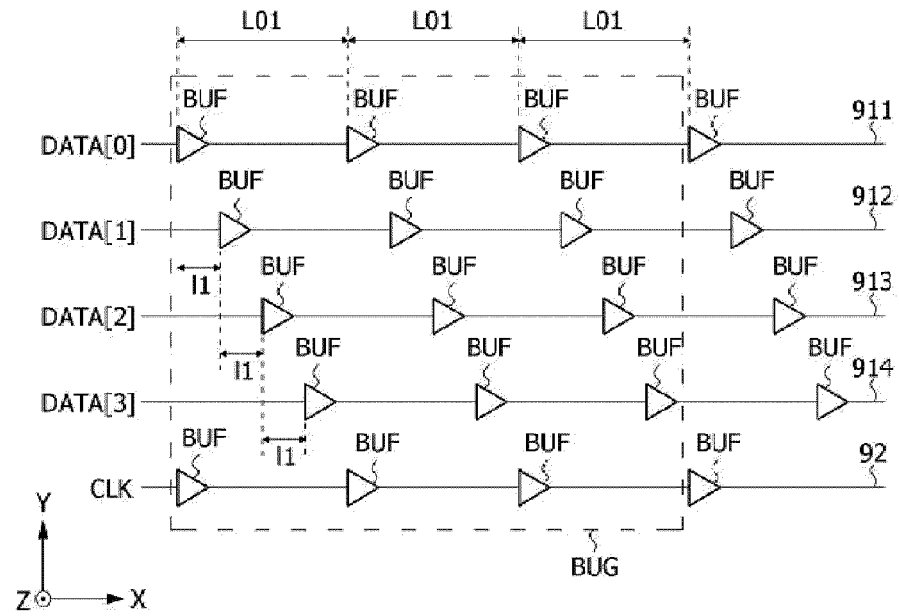 L01 L01 L01
BUF BUF BUF BUF 911
DATA[0]
BUF BUF BUF BUF 912
DATA[1]
I1
BUF BUF BUF BUF 913
DATA[2]
I1
BUF BUF BUF BUF 914
DATA[3]
I1
BUF BUF BUF BUF 92
CLK
Y
BUG
Z X